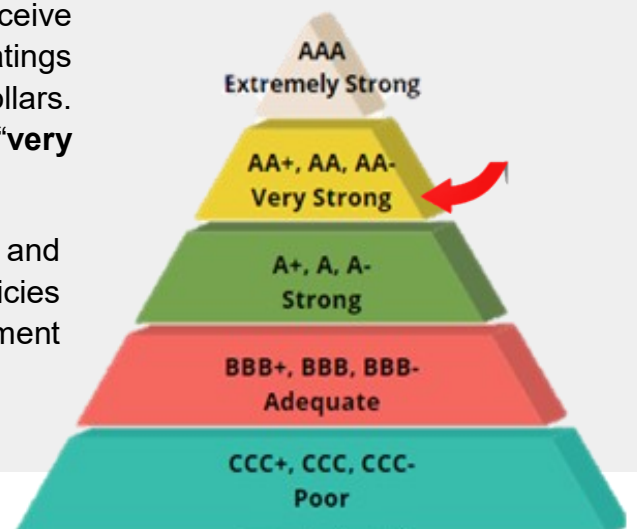 ceive
atings
ollars.
“very
and
icies
ment
AAA
Extremely Strong
AA+, AA, AA-
Very Strong
A+, A, A-
Strong
BBB+, BBB, BBB-
Adequate
CCC+, CCC, CCC-
Poor